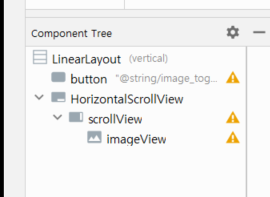 Component Tree
LinearLayout (vertical)
button "@string/image_tog...
HorizontalScrollView
scrollView
imageView